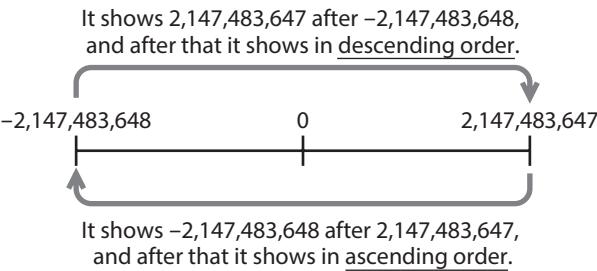 It shows 2,147,483,647 after –2,147,483,648,
and after that it shows in descending order.
–2,147,483,648 0 2,147,483,647
It shows –2,147,483,648 after 2,147,483,647,
and after that it shows in ascending order.